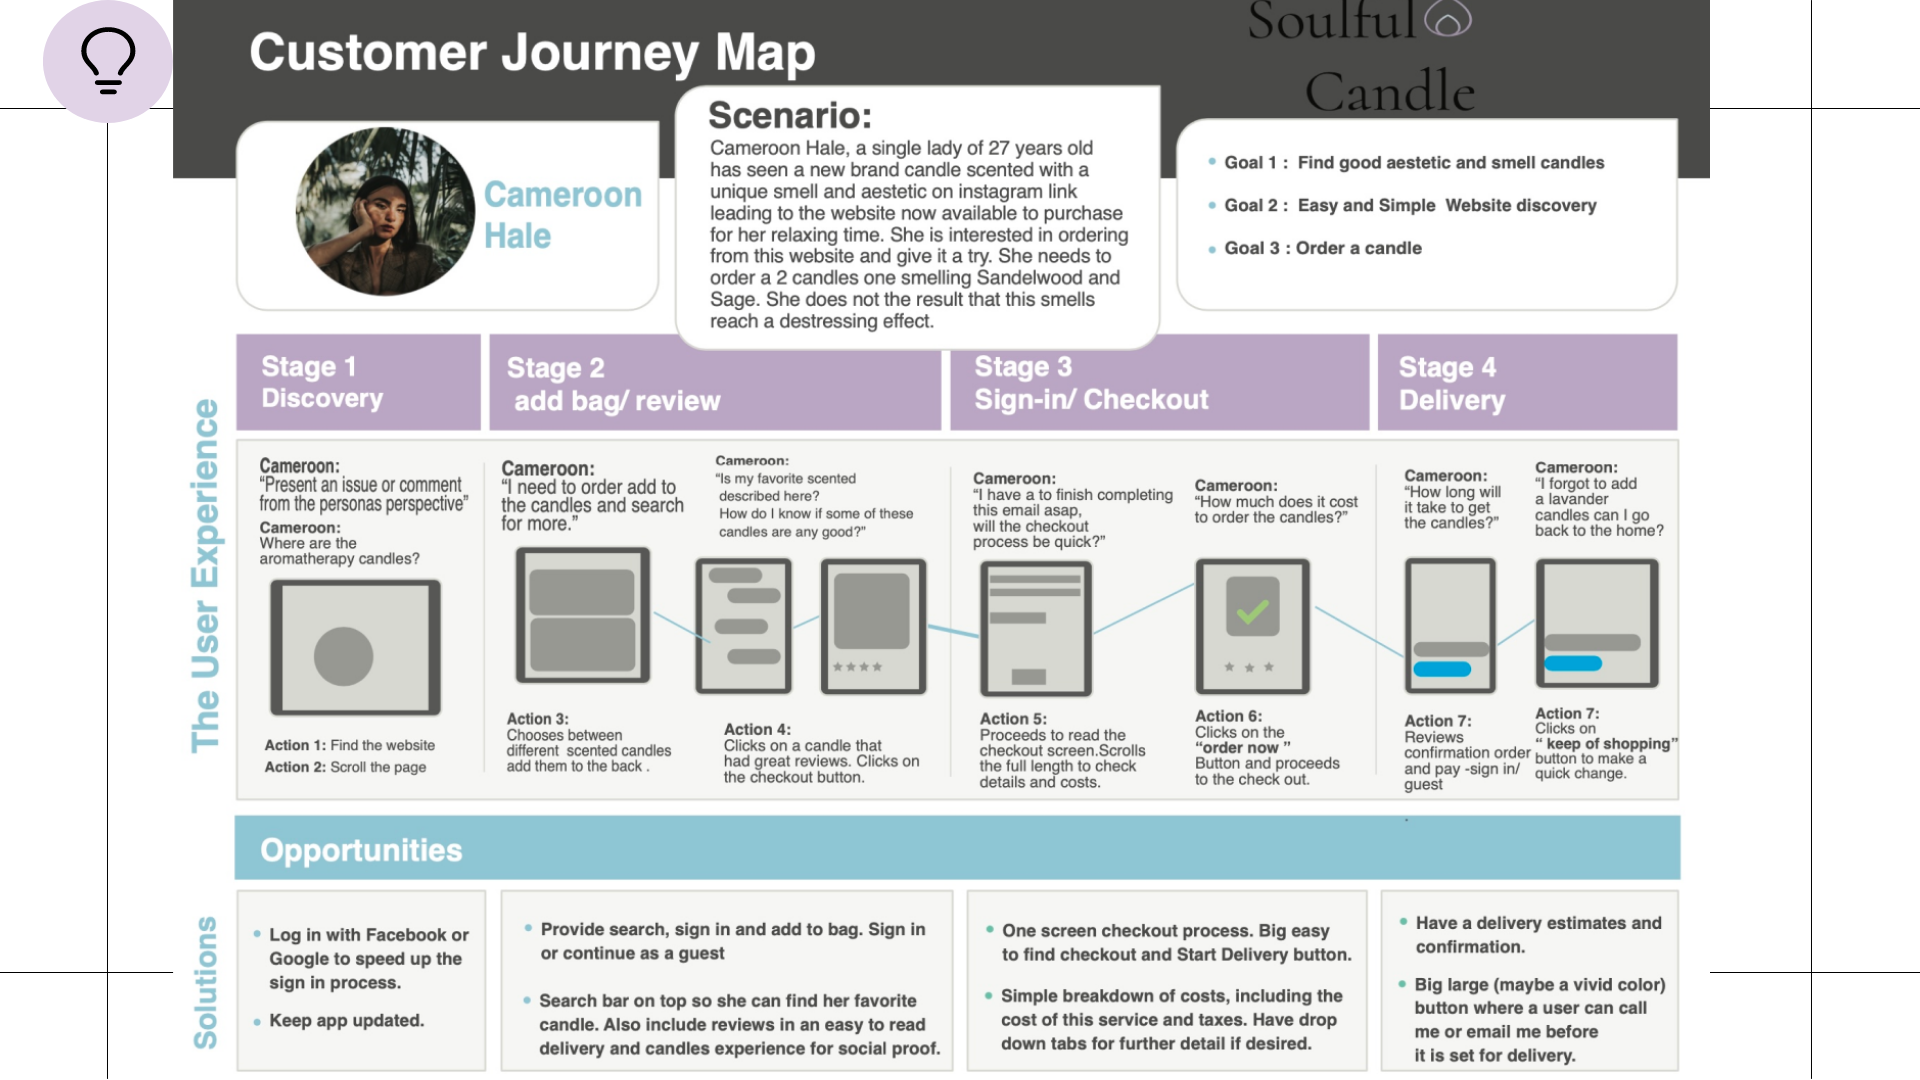 Customer Journey Map
Soulful
Candle
Cameroon
Hale
Scenario:
Cameroon Hale, a single lady of 27 years old
has seen a new brand candle scented with a
unique smell and aestetic on instagram link
leading to the website now available to purchase
for her relaxing time. She is interested in ordering
from this website and give it a try. She needs to
order a 2 candles one smelling Sandelwood and
Sage. She does not the result that this smells
reach a destressing effect.
Goal 1 : Find good aestetic and smell candles
Goal 2 : Easy and Simple Website discovery
Goal 3 : Order a candle
The User Experience
Stage 1
Discovery
Stage 2
add bag/ review
Stage 3
Sign-in/ Checkout
Stage 4
Delivery
Cameroon:
“Present an issue or comment
from the personas perspective”
Cameroon:
Where are the
aromatherapy candles?
Action 1: Find the website
Action 2: Scroll the page
Cameroon:
“I need to order add to
the candles and search
for more.”
Action 3:
Chooses between
different scented candles
add them to the back .
Cameroon:
“Is my favorite scented
described here?
How do I know if some of these
candles are any good?”
Action 4:
Clicks on a candle that
had great reviews. Clicks on
the checkout button.
Cameroon:
“I have a to finish completing
this email asap,
will the checkout
process be quick?”
Action 5:
Proceeds to read the
checkout screen.Scrolls
the full length to check
details and costs.
Cameroon:
“How much does it cost
to order the candles?”
Action 6:
Clicks on the
“order now ”
Button and proceeds
to the check out.
Cameroon:
“How long will
it take to get
the candles?”
Action 7:
Reviews
confirmation order
and pay -sign in/
guest
Cameroon:
“I forgot to add
a lavander
candles can I go
back to the home?
Action 7:
Clicks on
“ keep of shopping”
button to make a
quick change.
Opportunities
Solutions
Log in with Facebook or
Google to speed up the
sign in process.
Keep app updated.
Provide search, sign in and add to bag. Sign in
or continue as a guest
Search bar on top so she can find her favorite
candle. Also include reviews in an easy to read
delivery and candles experience for social proof.
One screen checkout process. Big easy
to find checkout and Start Delivery button.
Simple breakdown of costs, including the
cost of this service and taxes. Have drop
down tabs for further detail if desired.
Have a delivery estimates and
confirmation.
Big large (maybe a vivid color)
button where a user can call
me or email me before
it is set for delivery.